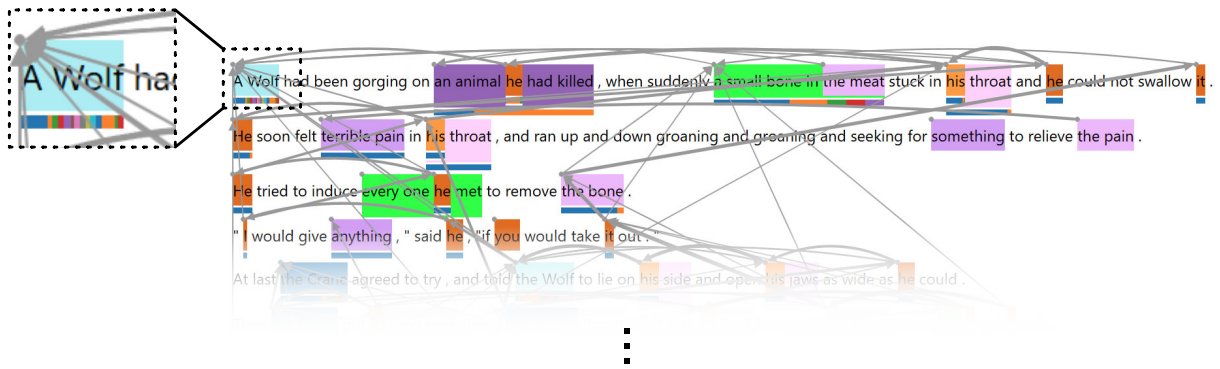 A Wolf had
A Wolf had been gorging on an animal he had killed , when suddenly a small bone in the meat stuck in his throat and he could not swallow it .
He soon felt terrible pain in his throat , and ran up and down groaning and groaning and seeking for something to relieve the pain .
He tried to induce every one he met to remove the bone .
" I would give anything , " said he , "if you would take it out . "
At last the Crane agreed to try , and told the Wolf to lie on his side and open his jaws as wide as he could .